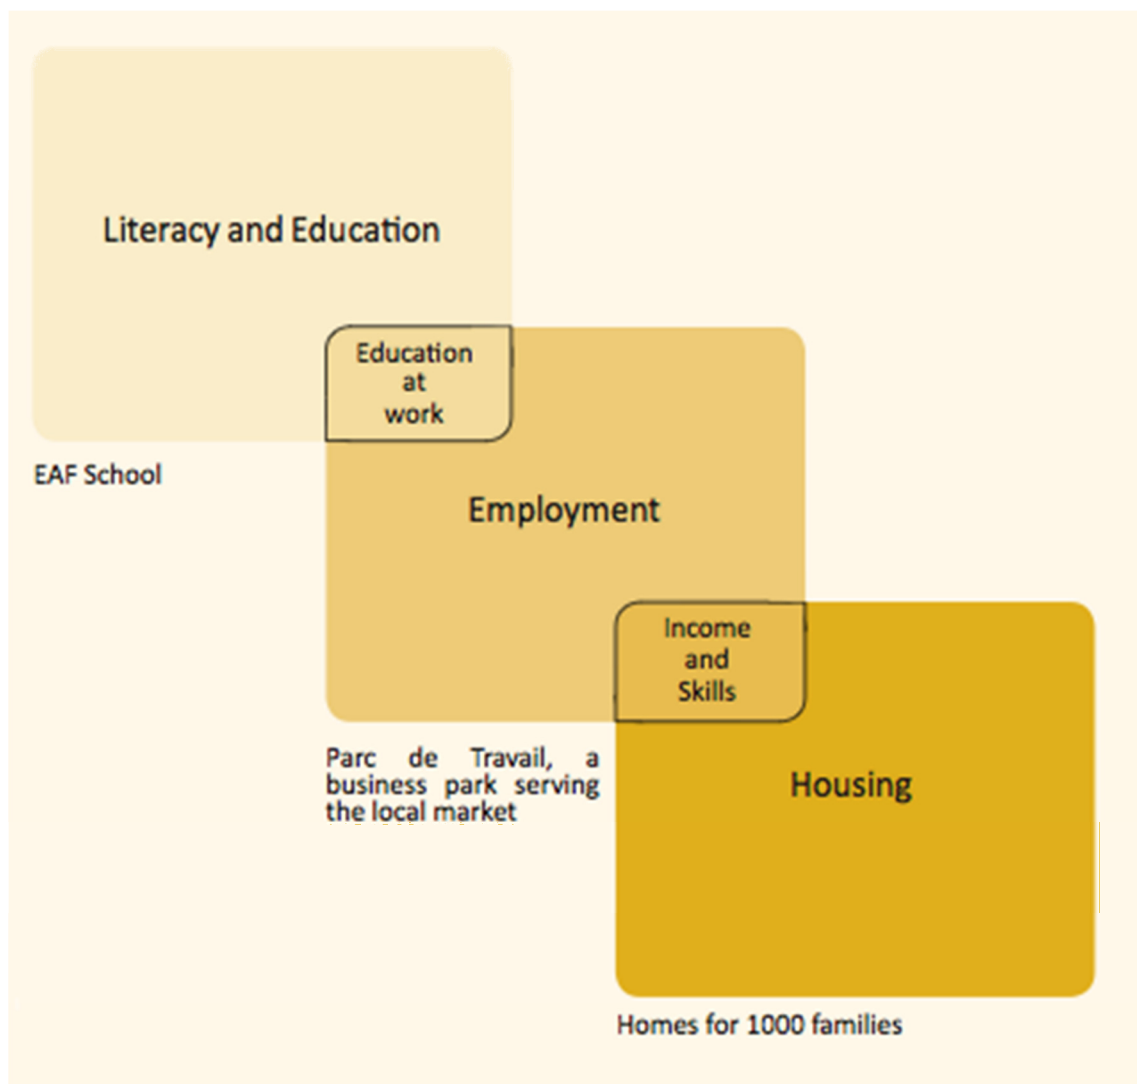 Literacy and Education
Education
at
work
EAF School
Employment
Income
and
Skills
Parc de Travail, a
business park serving
the local market
Housing
Homes for 1000 families